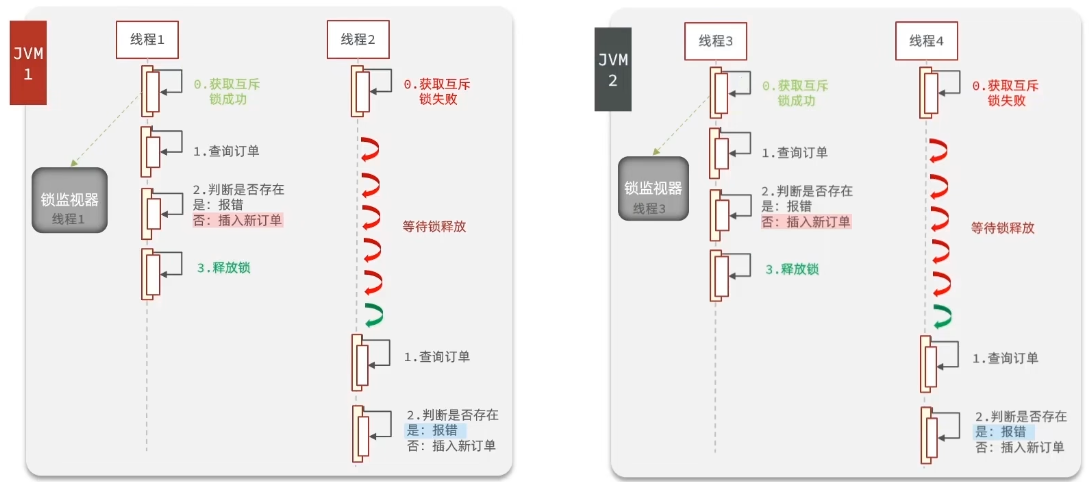 JVM
1
线程1
线程2
0.获取互斥
锁成功
0.获取互斥
锁失败
1.查询订单
锁监视器
线程1
2.判断是否存在
是: 报错
否: 插入新订单
等待锁释放
3.释放锁
1.查询订单
2.判断是否存在
是: 报错
否: 插入新订单
JVM
2
线程3
线程4
0.获取互斥
锁成功
0.获取互斥
锁失败
1.查询订单
锁监视器
线程3
2.判断是否存在
是: 报错
否: 插入新订单
等待锁释放
3.释放锁
1.查询订单
2.判断是否存在
是: 报错
否: 插入新订单